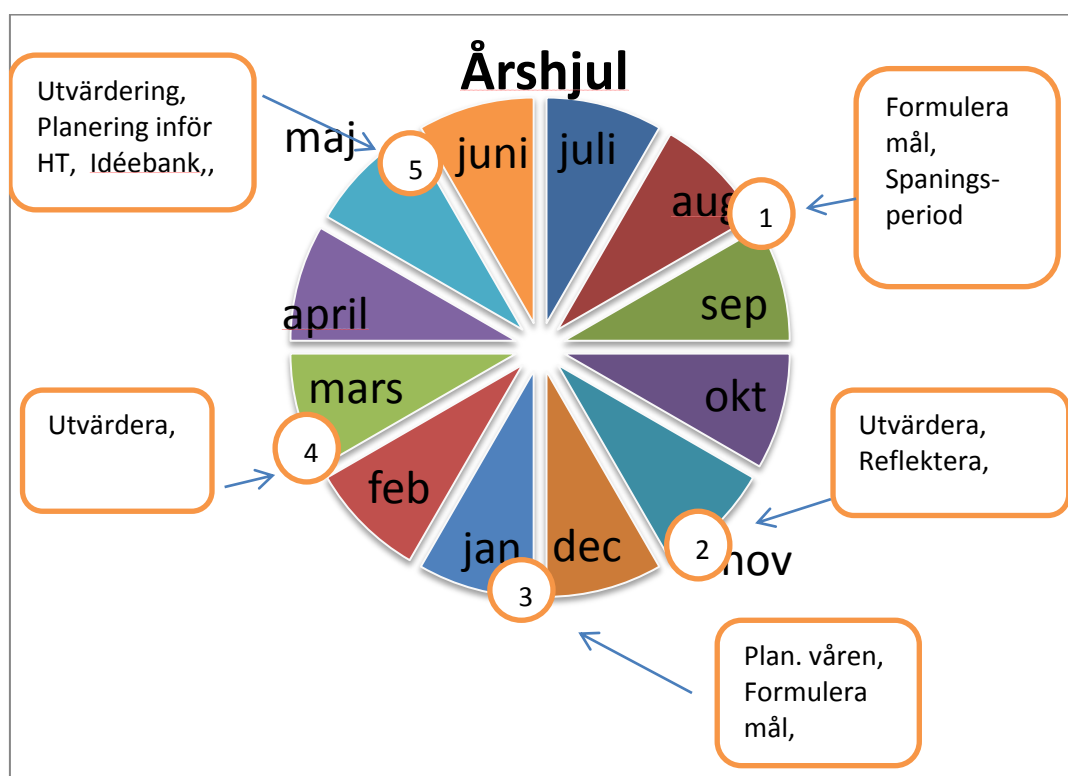 Årshjul
Utvärdering,
Planering inför
HT, Idéebank,,
Formulera
mål,
Spanings-
period
maj
5
juni
juli
aug
1
april
sep
mars
okt
Utvärdera,
4
feb
jan
3
dec
2
nov
Utvärdera,
Reflektera,
Plan. våren,
Formulera
mål,